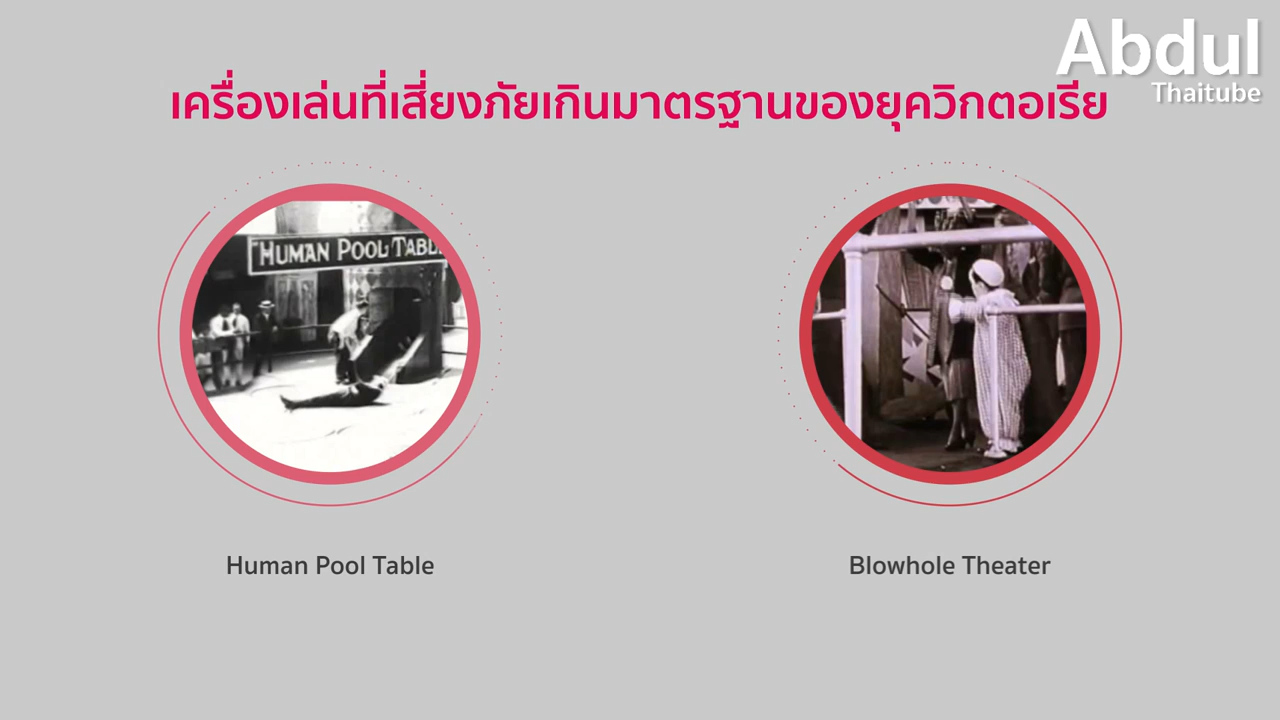 Abdul
Thaitube
เครื่องเล่นที่เสี่ยงภัยเกินมาตรฐานของยุควิกตอเรีย
HUMAN POOL TABL
Human Pool Table
Blowhole Theater